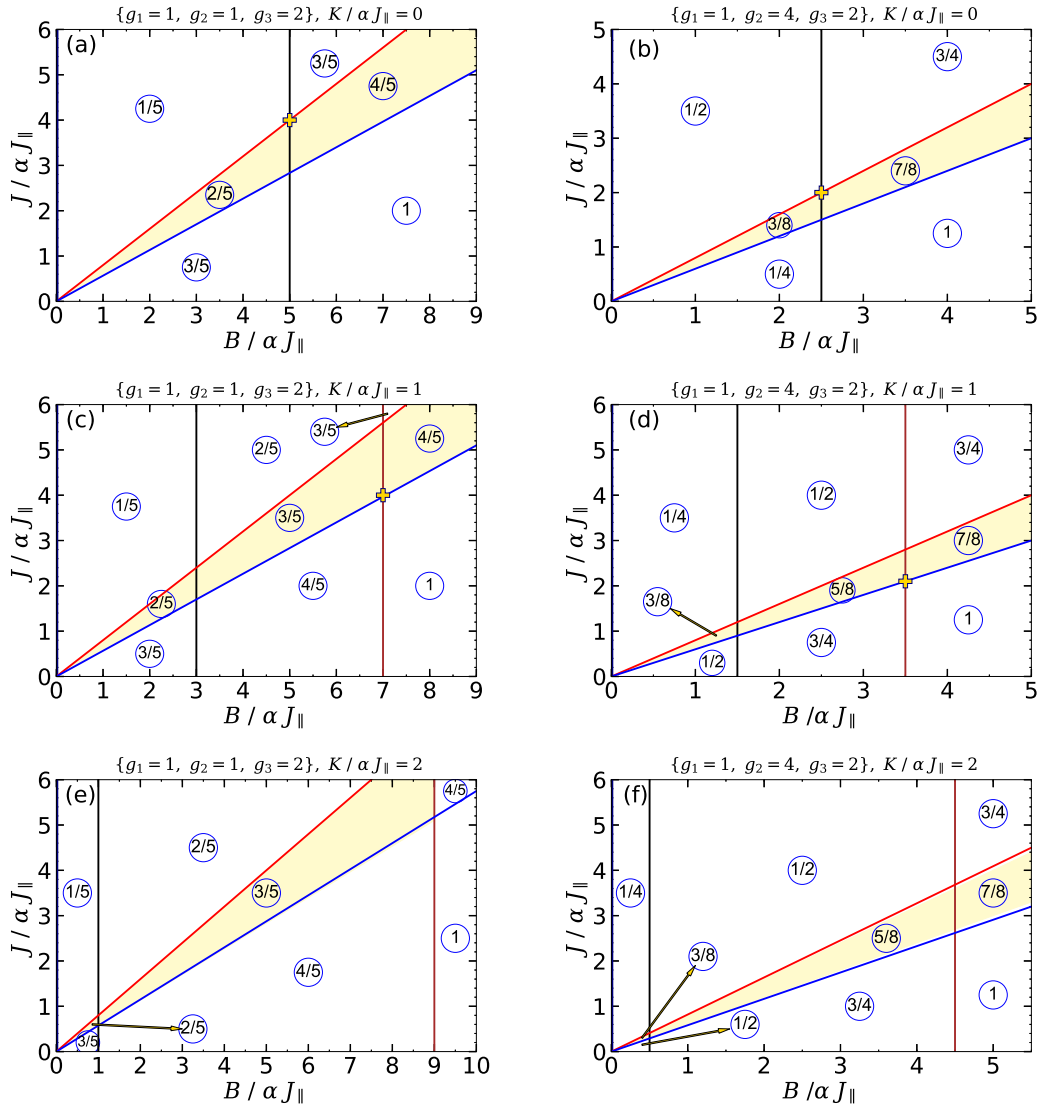 {g₁ = 1, g₂ = 1, g₃ = 2}, K / α J∥ = 0
(a)
J / α J∥
6
5
4
3
2
1
0
1/5
3/5
4/5
2/5
3/5
1
0 1 2 3 4 5 6 7 8 9
B / α J∥
{g₁ = 1, g₂ = 4, g₃ = 2}, K / α J∥ = 0
(b)
J / α J∥
5
4
3
2
1
0
3/4
1/2
7/8
3/8
1
1/4
0 1 2 3 4 5
B / α J∥
{g₁ = 1, g₂ = 1, g₃ = 2}, K / α J∥ = 1
(c)
J / α J∥
6
5
4
3
2
1
0
3/5
4/5
2/5
1/5
3/5
4/5
1
2/5
3/5
0 1 2 3 4 5 6 7 8 9
B / α J∥
{g₁ = 1, g₂ = 4, g₃ = 2}, K / α J∥ = 1
(d)
J / α J∥
6
5
4
3
2
1
0
3/4
1/2
1/4
7/8
5/8
3/8
1
3/4
1/2
0 1 2 3 4 5
B /α J∥
{g₁ = 1, g₂ = 1, g₃ = 2}, K / α J∥ = 2
(e)
J / α J∥
6
5
4
3
2
1
0
4/5
2/5
1/5
3/5
1
4/5
2/5
3/5
0 1 2 3 4 5 6 7 8 9 10
B / α J∥
{g₁ = 1, g₂ = 4, g₃ = 2}, K / α J∥ = 2
(f)
J / α J∥
6
5
4
3
2
1
0
3/4
1/2
1/4
7/8
5/8
3/8
1
3/4
1/2
0 1 2 3 4 5
B /α J∥